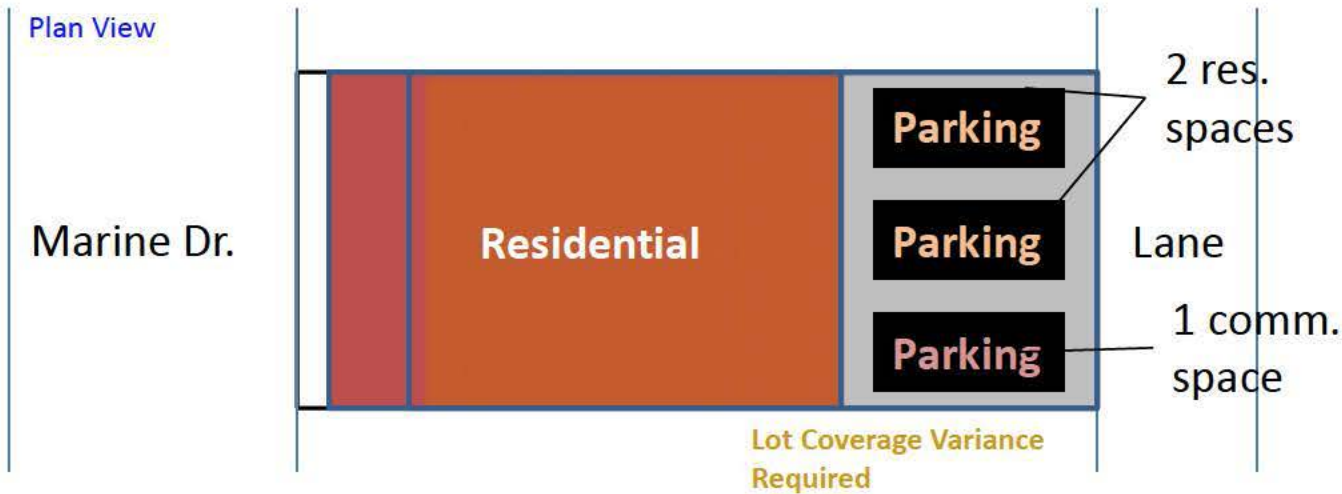 Plan View
Marine Dr.
Residential
Parking
Parking
Parking
2 res.
spaces
Lane
1 comm.
space
Lot Coverage Variance
Required